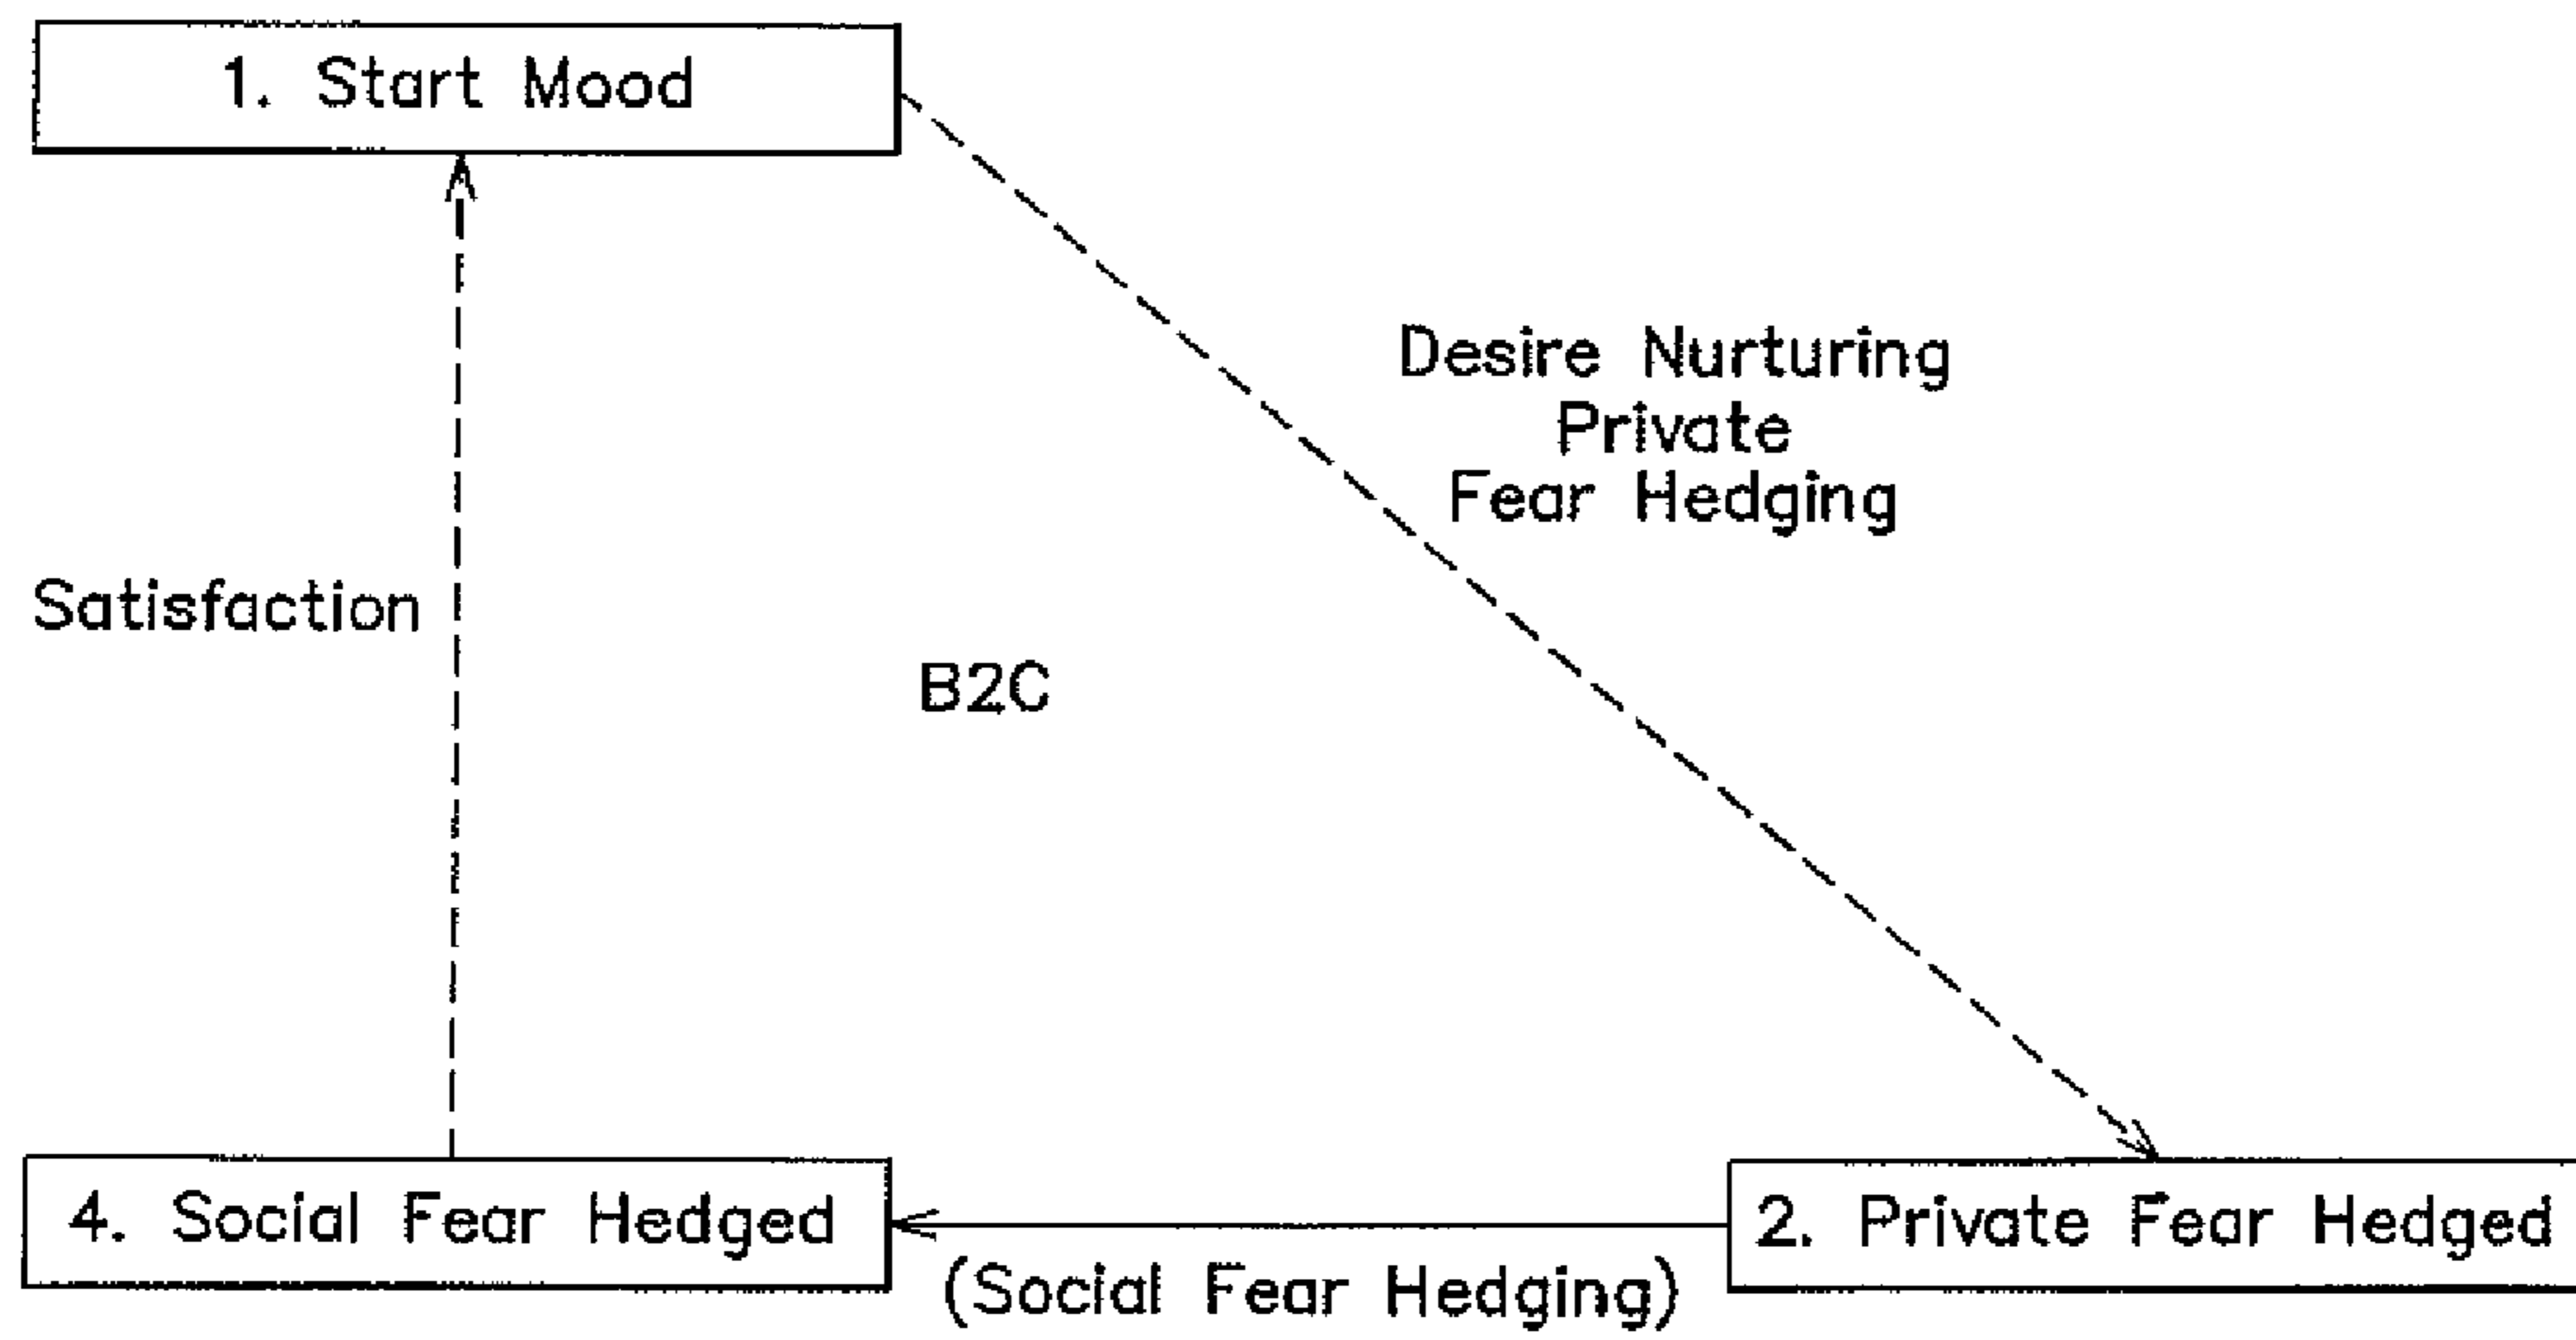 1. Start Mood
Desire Nurturing
Private
Fear Hedging
Satisfaction
B2C
4. Social Fear Hedged
2. Private Fear Hedged
(Social Fear Hedging)